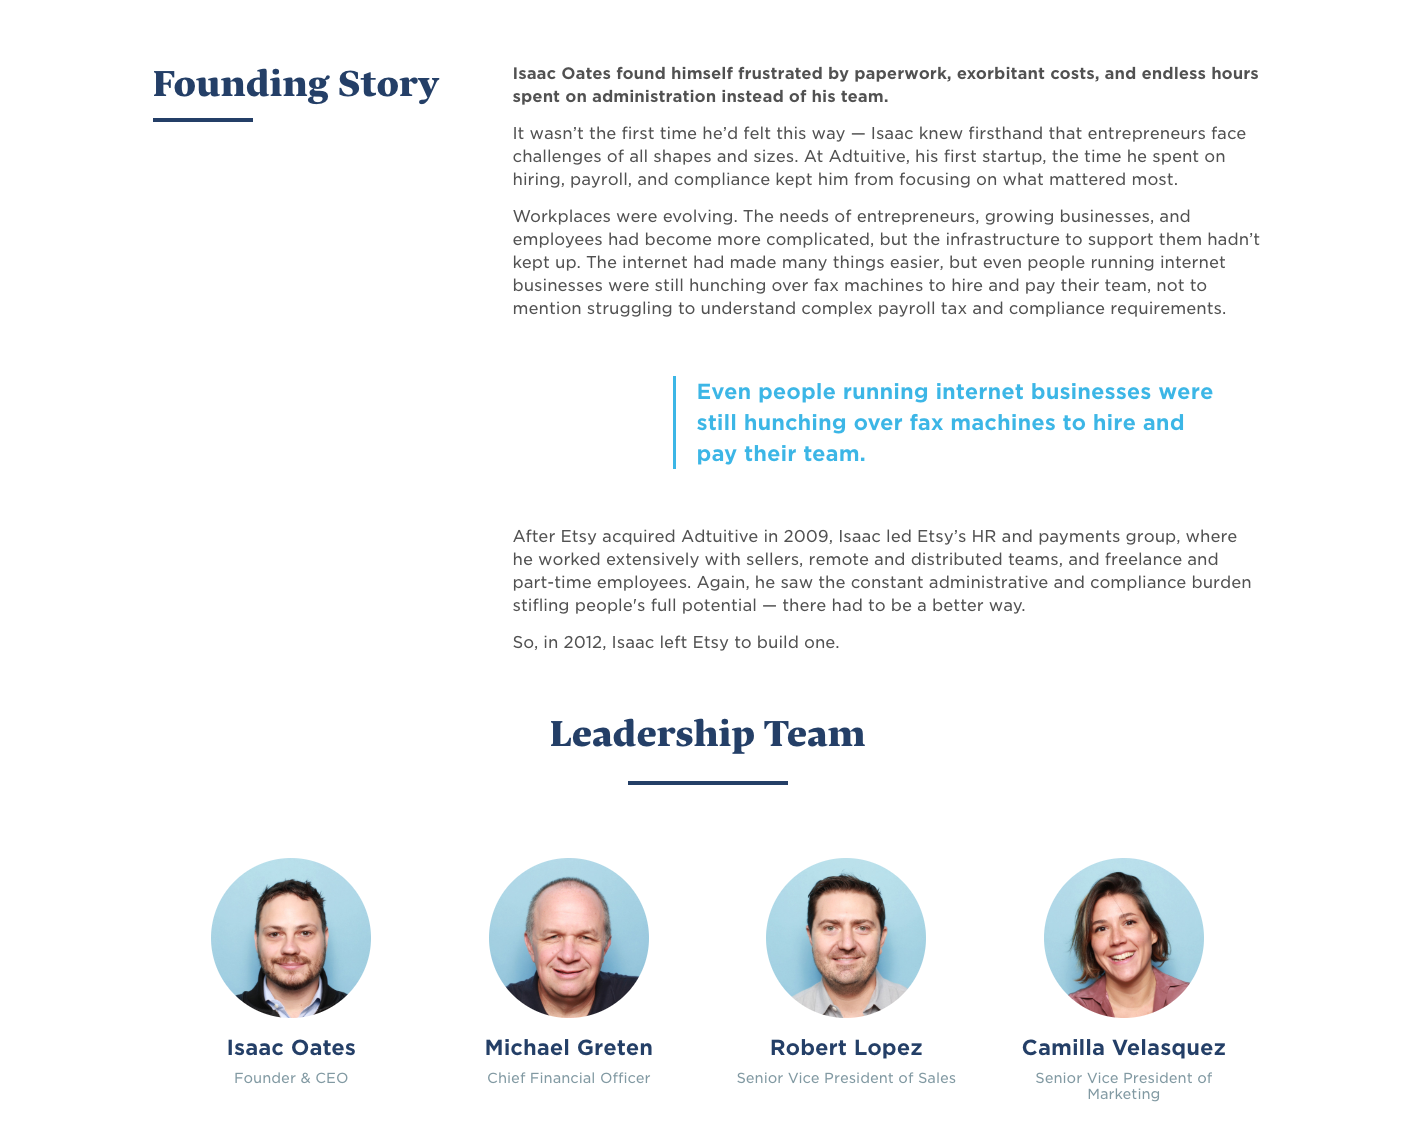 Founding Story
Isaac Oates found himself frustrated by paperwork, exorbitant costs, and endless hours
spent on administration instead of his team.
It wasn’t the first time he’d felt this way — Isaac knew firsthand that entrepreneurs face
challenges of all shapes and sizes. At Adtuitive, his first startup, the time he spent on
hiring, payroll, and compliance kept him from focusing on what mattered most.
Workplaces were evolving. The needs of entrepreneurs, growing businesses, and
employees had become more complicated, but the infrastructure to support them hadn’t
kept up. The internet had made many things easier, but even people running internet
businesses were still hunching over fax machines to hire and pay their team, not to
mention struggling to understand complex payroll tax and compliance requirements.
Even people running internet businesses were
still hunching over fax machines to hire and
pay their team.
After Etsy acquired Adtuitive in 2009, Isaac led Etsy’s HR and payments group, where
he worked extensively with sellers, remote and distributed teams, and freelance and
part-time employees. Again, he saw the constant administrative and compliance burden
stifling people's full potential — there had to be a better way.
So, in 2012, Isaac left Etsy to build one.
Leadership Team
Isaac Oates
Founder & CEO
Michael Greten
Chief Financial Officer
Robert Lopez
Senior Vice President of Sales
Camilla Velasquez
Senior Vice President of
Marketing